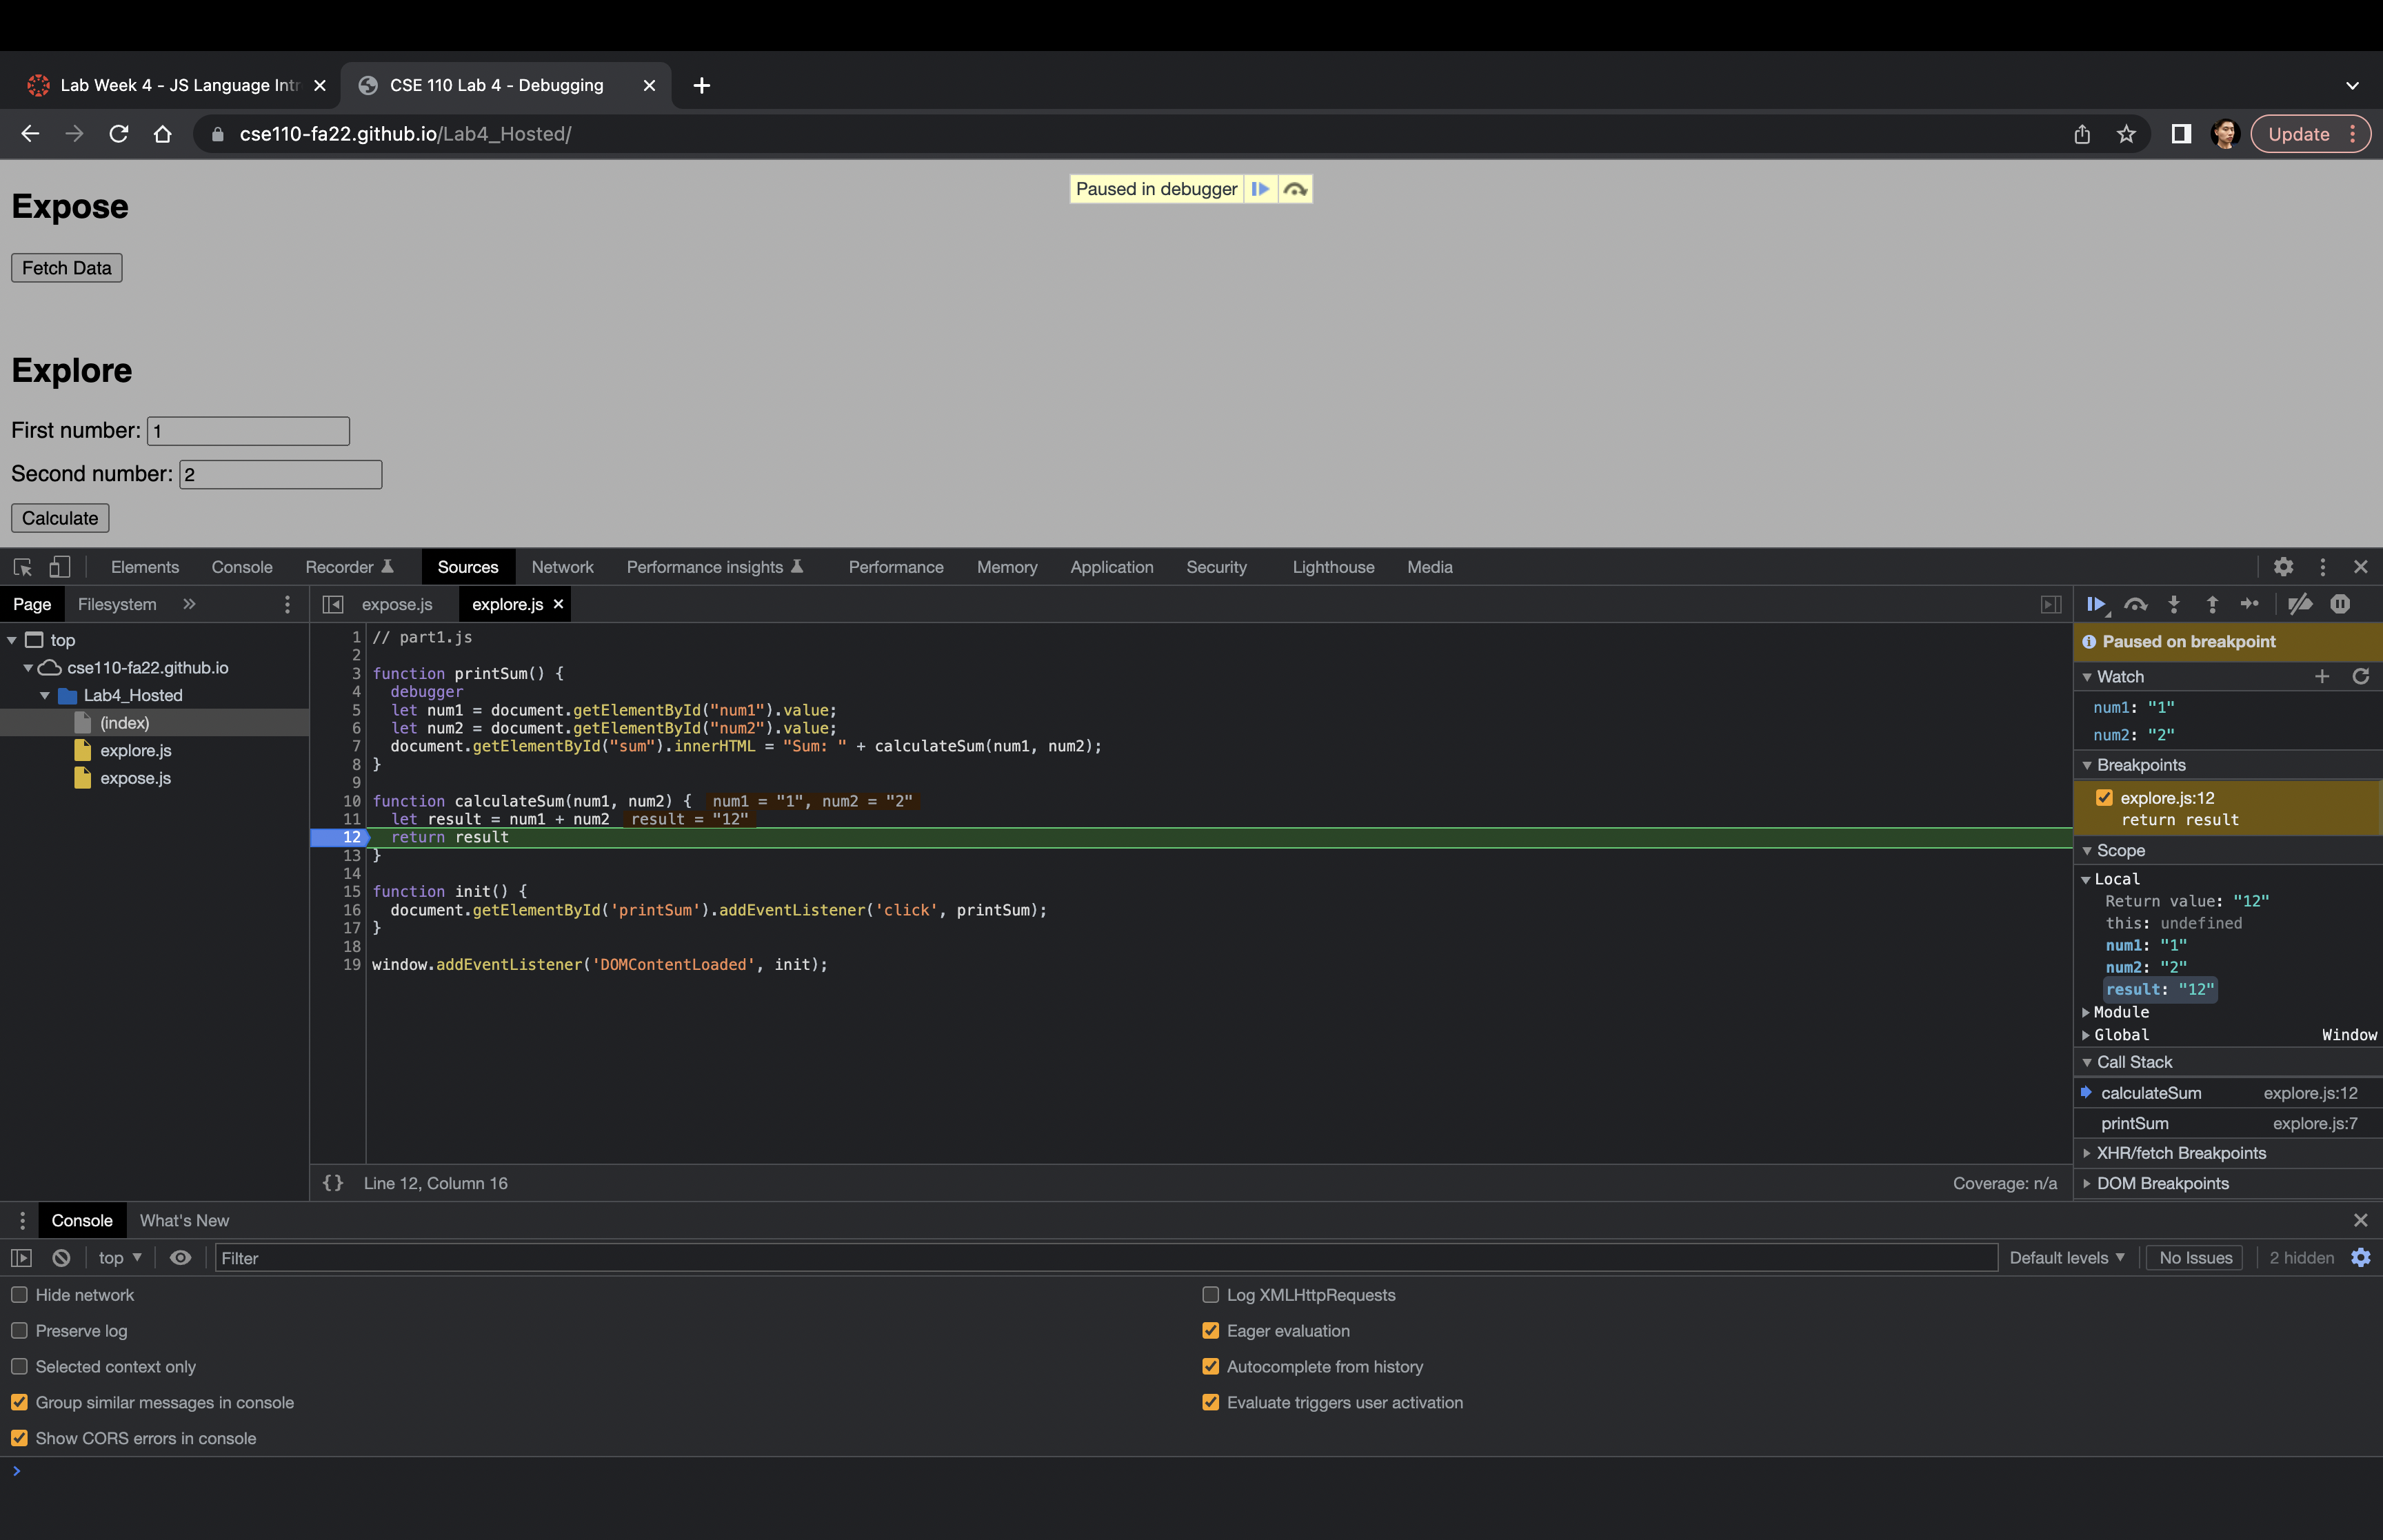 Lab Week 4 - JS Language Intr
CSE 110 Lab 4 - Debugging
cse110-fa22.github.io/Lab4_Hosted/
Update
Paused in debugger
Expose
Fetch Data
Explore
First number: 1
Second number: 2
Calculate
Elements Console Recorder Sources Network Performance insights Performance Memory Application Security Lighthouse Media
Page Filesystem »
expose.js explore.js
top
cse110-fa22.github.io
Lab4_Hosted
(index)
explore.js
expose.js
1 // part1.js
2
3 function printSum() {
4 debugger
5 let num1 = document.getElementById("num1").value;
6 let num2 = document.getElementById("num2").value;
7 document.getElementById("sum").innerHTML = "Sum: " + calculateSum(num1, num2);
8 }
9
10 function calculateSum(num1, num2) { num1 = "1", num2 = "2"
11 let result = num1 + num2 result = "12"
12 return result
13 }
14
15 function init() {
16 document.getElementById('printSum').addEventListener('click', printSum);
17 }
18
19 window.addEventListener('DOMContentLoaded', init);
{} Line 12, Column 16
Coverage: n/a
Paused on breakpoint
Watch
num1: "1"
num2: "2"
Breakpoints
explore.js:12
return result
Scope
Local
Return value: "12"
this: undefined
num1: "1"
num2: "2"
result: "12"
Module
Global Window
Call Stack
calculateSum explore.js:12
printSum explore.js:7
XHR/fetch Breakpoints
DOM Breakpoints
Console What's New
top Filter Default levels No Issues 2 hidden
Hide network
Preserve log
Selected context only
Group similar messages in console
Show CORS errors in console
Log XMLHttpRequests
Eager evaluation
Autocomplete from history
Evaluate triggers user activation
>